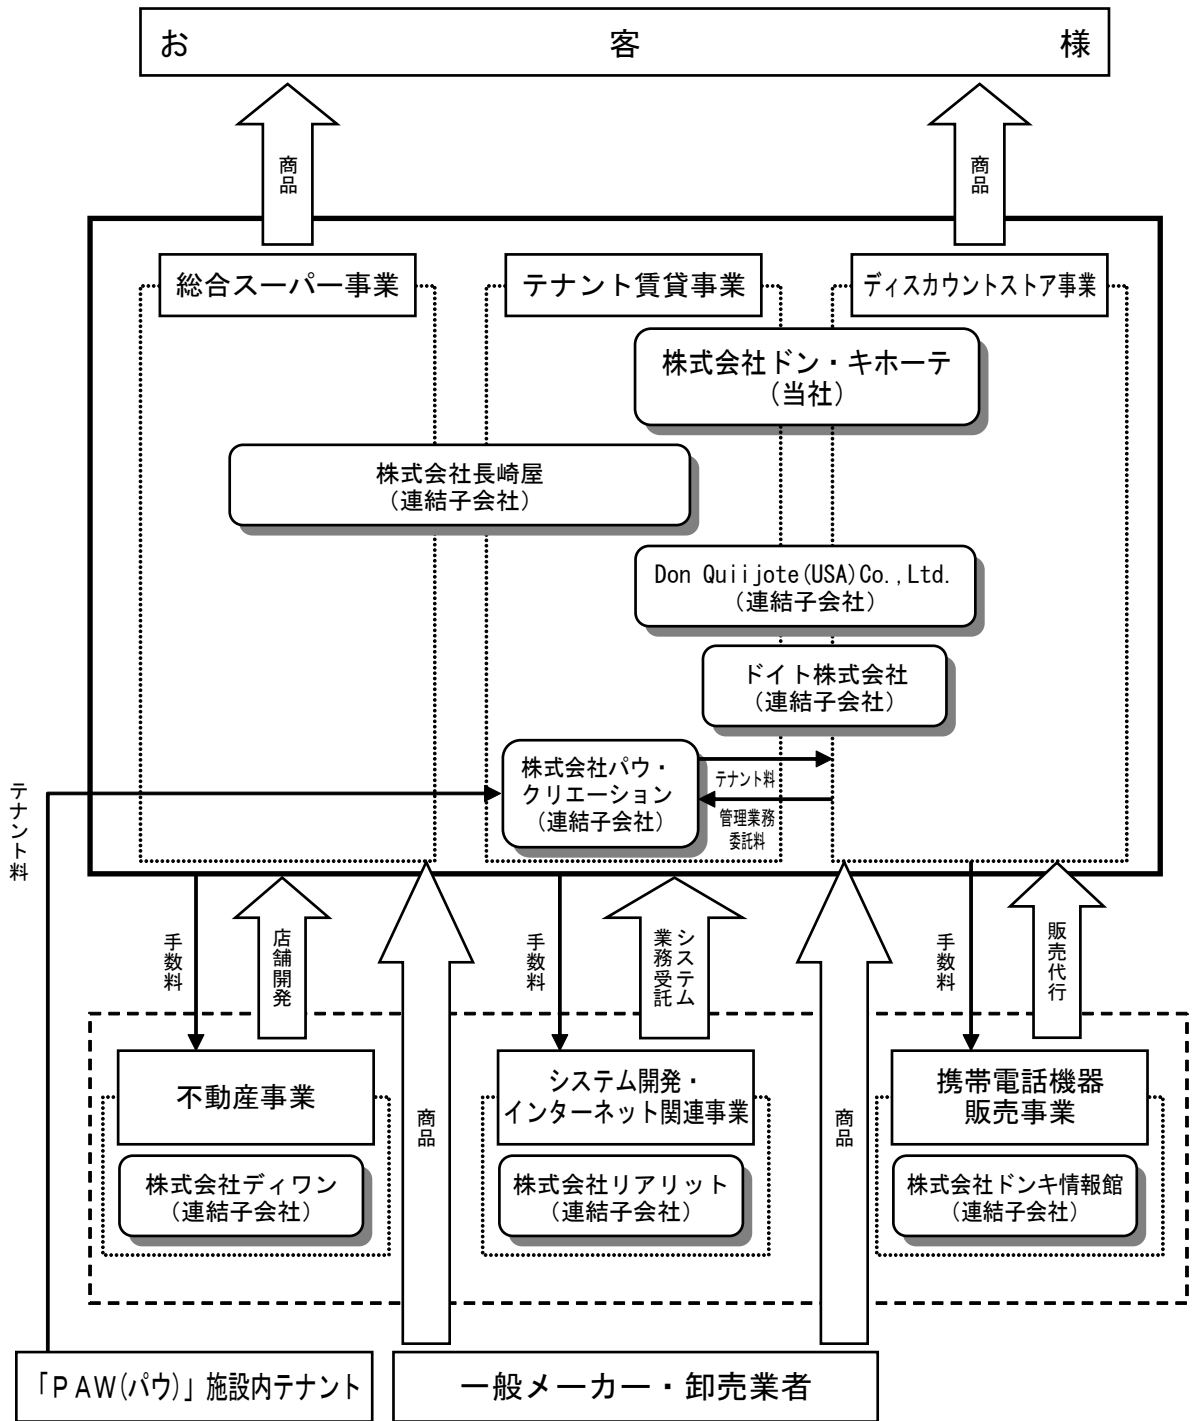 お客様
商品
商品
総合スーパー事業
テナント賃貸事業
ディスカウントストア事業
株式会社ドン・キホーテ
（当社）
株式会社長崎屋
（連結子会社）
Don Quiijote(USA)Co.,Ltd.
（連結子会社）
ドイト株式会社
（連結子会社）
株式会社パウ・
クリエーション
（連結子会社）
テナント料
管理業務
委託料
テナント料
手数料
店舗開発
手数料
システム
業務受託
手数料
販売代行
不動産事業
株式会社ディワン
（連結子会社）
商品
システム開発・
インターネット関連事業
株式会社リアリット
（連結子会社）
商品
携帯電話機器
販売事業
株式会社ドンキ情報館
（連結子会社）
「ＰＡＷ(パウ)」施設内テナント
一般メーカー・卸売業者